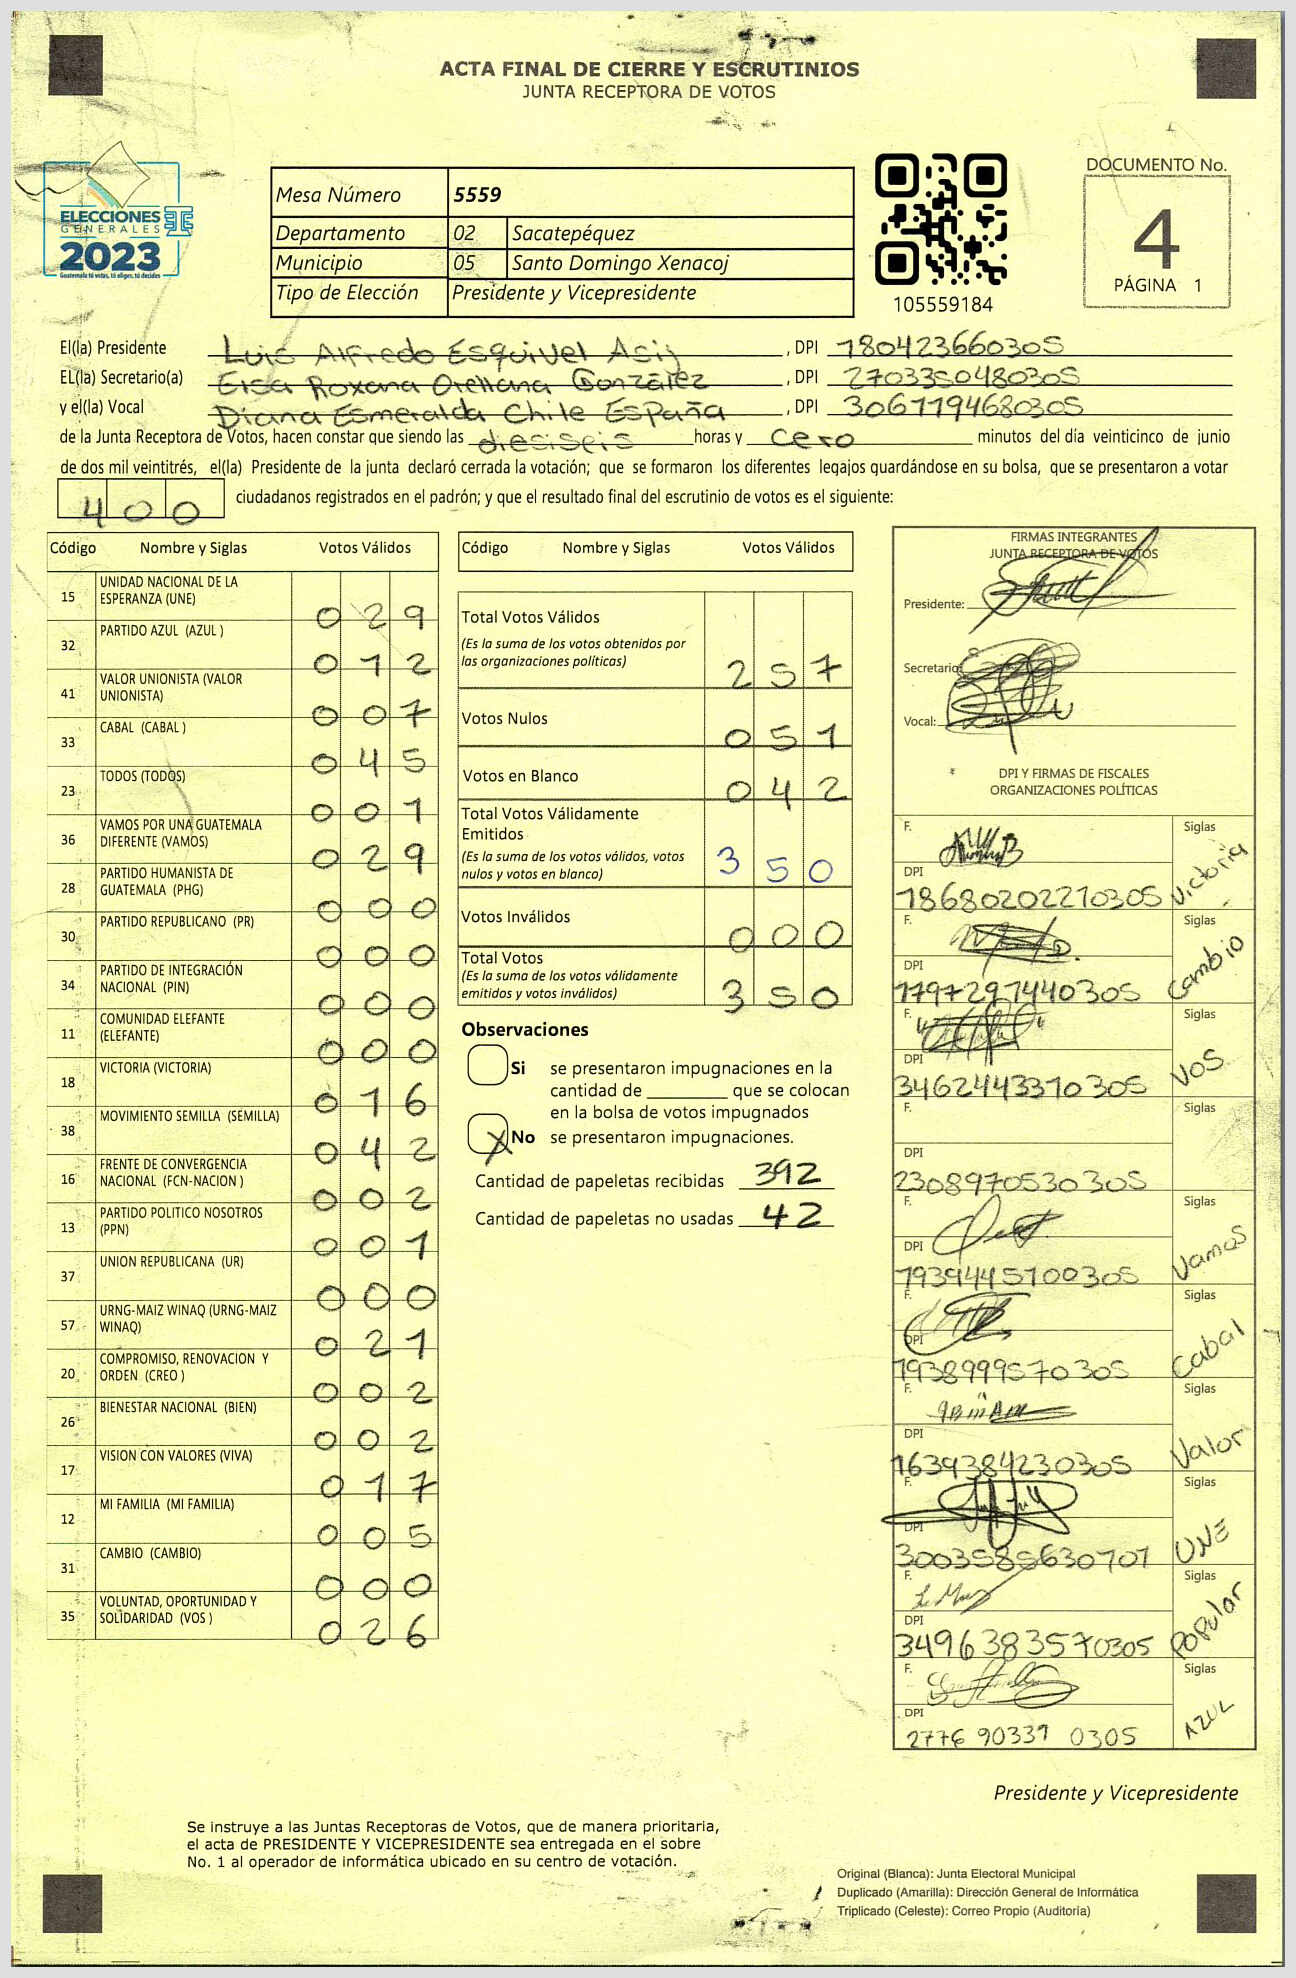 ACTA FINAL DE CIERRE Y ESCRUTINIOS
JUNTA RECEPTORA DE VOTOS
ELECCIONES
GENERALES
2023
Guatemala tú votas, tú eliges, tú decides
Mesa Número 5559
Departamento 02 Sacatepéquez
Municipio 05 Santo Domingo Xenacoj
Tipo de Elección Presidente y Vicepresidente
105559184
DOCUMENTO No.
4
PÁGINA 1
El(la) Presidente Luis Alfredo Esquivel Asij, DPI 1804236660305
EL(la) Secretario(a) Elsa Roxana Orellana González, DPI 2703350480305
y el(la) Vocal Diana Esmeralda Chile España, DPI 3061194680305
de la Junta Receptora de Votos, hacen constar que siendo las dieciseis horas y cero minutos del día veinticinco de junio
de dos mil veintitrés, el(la) Presidente de la junta declaró cerrada la votación; que se formaron los diferentes legajos quardándose en su bolsa, que se presentaron a votar
400 ciudadanos registrados en el padrón; y que el resultado final del escrutinio de votos es el siguiente:
Código Nombre y Siglas Votos Válidos
15 UNIDAD NACIONAL DE LA ESPERANZA (UNE) 029
32 PARTIDO AZUL (AZUL ) 012
41 VALOR UNIONISTA (VALOR UNIONISTA) 007
33 CABAL (CABAL ) 045
23 TODOS (TODOS) 001
36 VAMOS POR UNA GUATEMALA DIFERENTE (VAMOS) 029
28 PARTIDO HUMANISTA DE GUATEMALA (PHG) 000
30 PARTIDO REPUBLICANO (PR) 000
34 PARTIDO DE INTEGRACIÓN NACIONAL (PIN) 000
11 COMUNIDAD ELEFANTE (ELEFANTE) 000
18 VICTORIA (VICTORIA) 016
38 MOVIMIENTO SEMILLA (SEMILLA) 042
16 FRENTE DE CONVERGENCIA NACIONAL (FCN-NACION ) 002
13 PARTIDO POLITICO NOSOTROS (PPN) 001
37 UNION REPUBLICANA (UR) 000
57 URNG-MAIZ WINAQ (URNG-MAIZ WINAQ) 021
20 COMPROMISO, RENOVACION Y ORDEN (CREO ) 002
26 BIENESTAR NACIONAL (BIEN) 002
17 VISION CON VALORES (VIVA) 017
12 MI FAMILIA (MI FAMILIA) 005
31 CAMBIO (CAMBIO) 000
35 VOLUNTAD, OPORTUNIDAD Y SOLIDARIDAD (VOS ) 026
Código Nombre y Siglas Votos Válidos
Total Votos Válidos
(Es la suma de los votos obtenidos por
las organizaciones políticas) 257
Votos Nulos 051
Votos en Blanco 042
Total Votos Válidamente
Emitidos
(Es la suma de los votos válidos, votos
nulos y votos en blanco) 350
Votos Inválidos 000
Total Votos
(Es la suma de los votos válidamente
emitidos y votos inválidos) 350
Observaciones
Si se presentaron impugnaciones en la
cantidad de ________ que se colocan
en la bolsa de votos impugnados
X No se presentaron impugnaciones.
Cantidad de papeletas recibidas 392
Cantidad de papeletas no usadas 42
FIRMAS INTEGRANTES
JUNTA RECEPTORA DE VOTOS
Presidente:
Secretario:
Vocal:
* DPI Y FIRMAS DE FISCALES
ORGANIZACIONES POLÍTICAS
F. Siglas Victoria
DPI 18680202210305
F. Siglas Cambio
DPI 1797297440305
F. Siglas VOS
DPI 3462443370305
F. Siglas
DPI 2308970530305
F. Siglas Vamos
DPI 1939445700305
F. Siglas Cabal
DPI 1938999570305
F. Siglas Valor
DPI 1639384230305
F. Siglas UNE
DPI 3003585630707
F. Siglas Popular
DPI 3496383570305
F. Siglas AZUL
DPI 2776 90337 0305
Presidente y Vicepresidente
Se instruye a las Juntas Receptoras de Votos, que de manera prioritaria,
el acta de PRESIDENTE Y VICEPRESIDENTE sea entregada en el sobre
No. 1 al operador de informática ubicado en su centro de votación.
Original (Blanca): Junta Electoral Municipal
Duplicado (Amarilla): Dirección General de Informática
Triplicado (Celeste): Correo Propio (Auditoría)